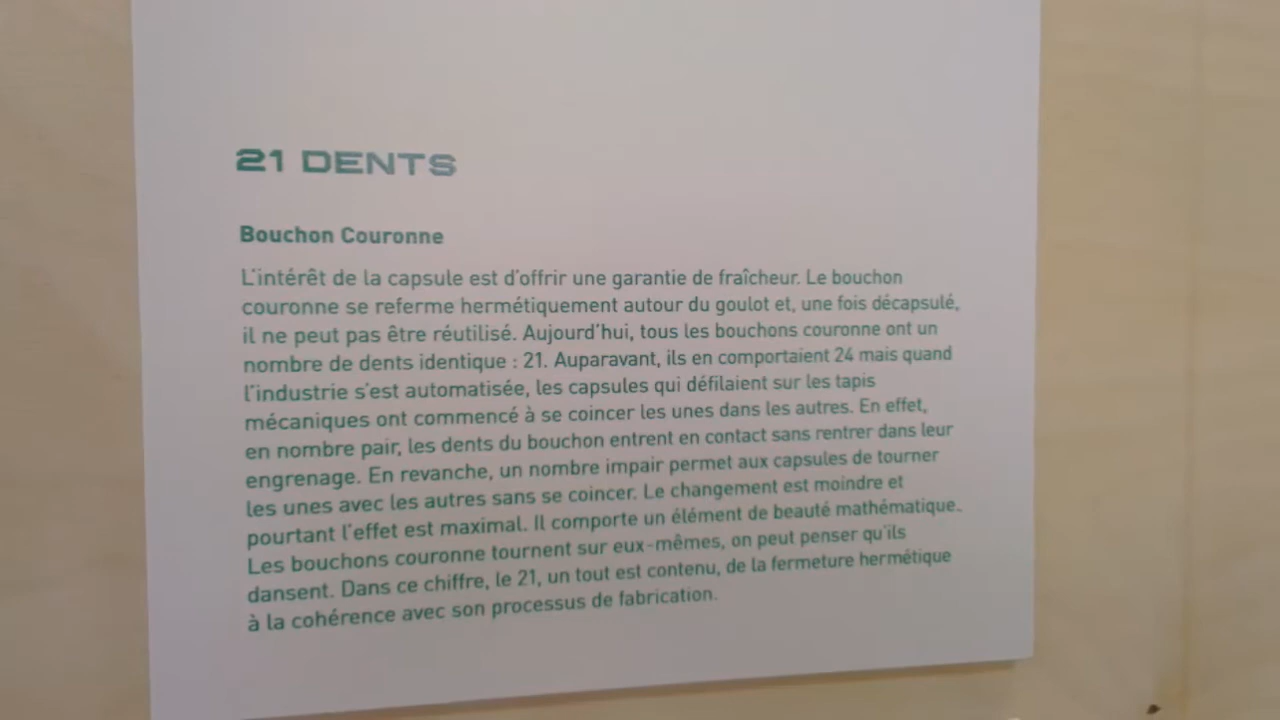 21 DENTS
Bouchon Couronne
L'intérêt de la capsule est d'offrir une garantie de fraîcheur. Le bouchon
couronne se referme hermétiquement autour du goulot et, une fois décapsulé,
il ne peut pas être réutilisé. Aujourd'hui, tous les bouchons couronne ont un
nombre de dents identique : 21. Auparavant, ils en comportaient 24 mais quand
l'industrie s'est automatisée, les capsules qui défilaient sur les tapis
mécaniques ont commencé à se coincer les unes dans les autres. En effet,
en nombre pair, les dents du bouchon entrent en contact sans rentrer dans leur
engrenage. En revanche, un nombre impair permet aux capsules de tourner
les unes avec les autres sans se coincer. Le changement est moindre et
pourtant l'effet est maximal. Il comporte un élément de beauté mathématique.
Les bouchons couronne tournent sur eux-mêmes, on peut penser qu'ils
dansent. Dans ce chiffre, le 21, un tout est contenu, de la fermeture hermétique
à la cohérence avec son processus de fabrication.